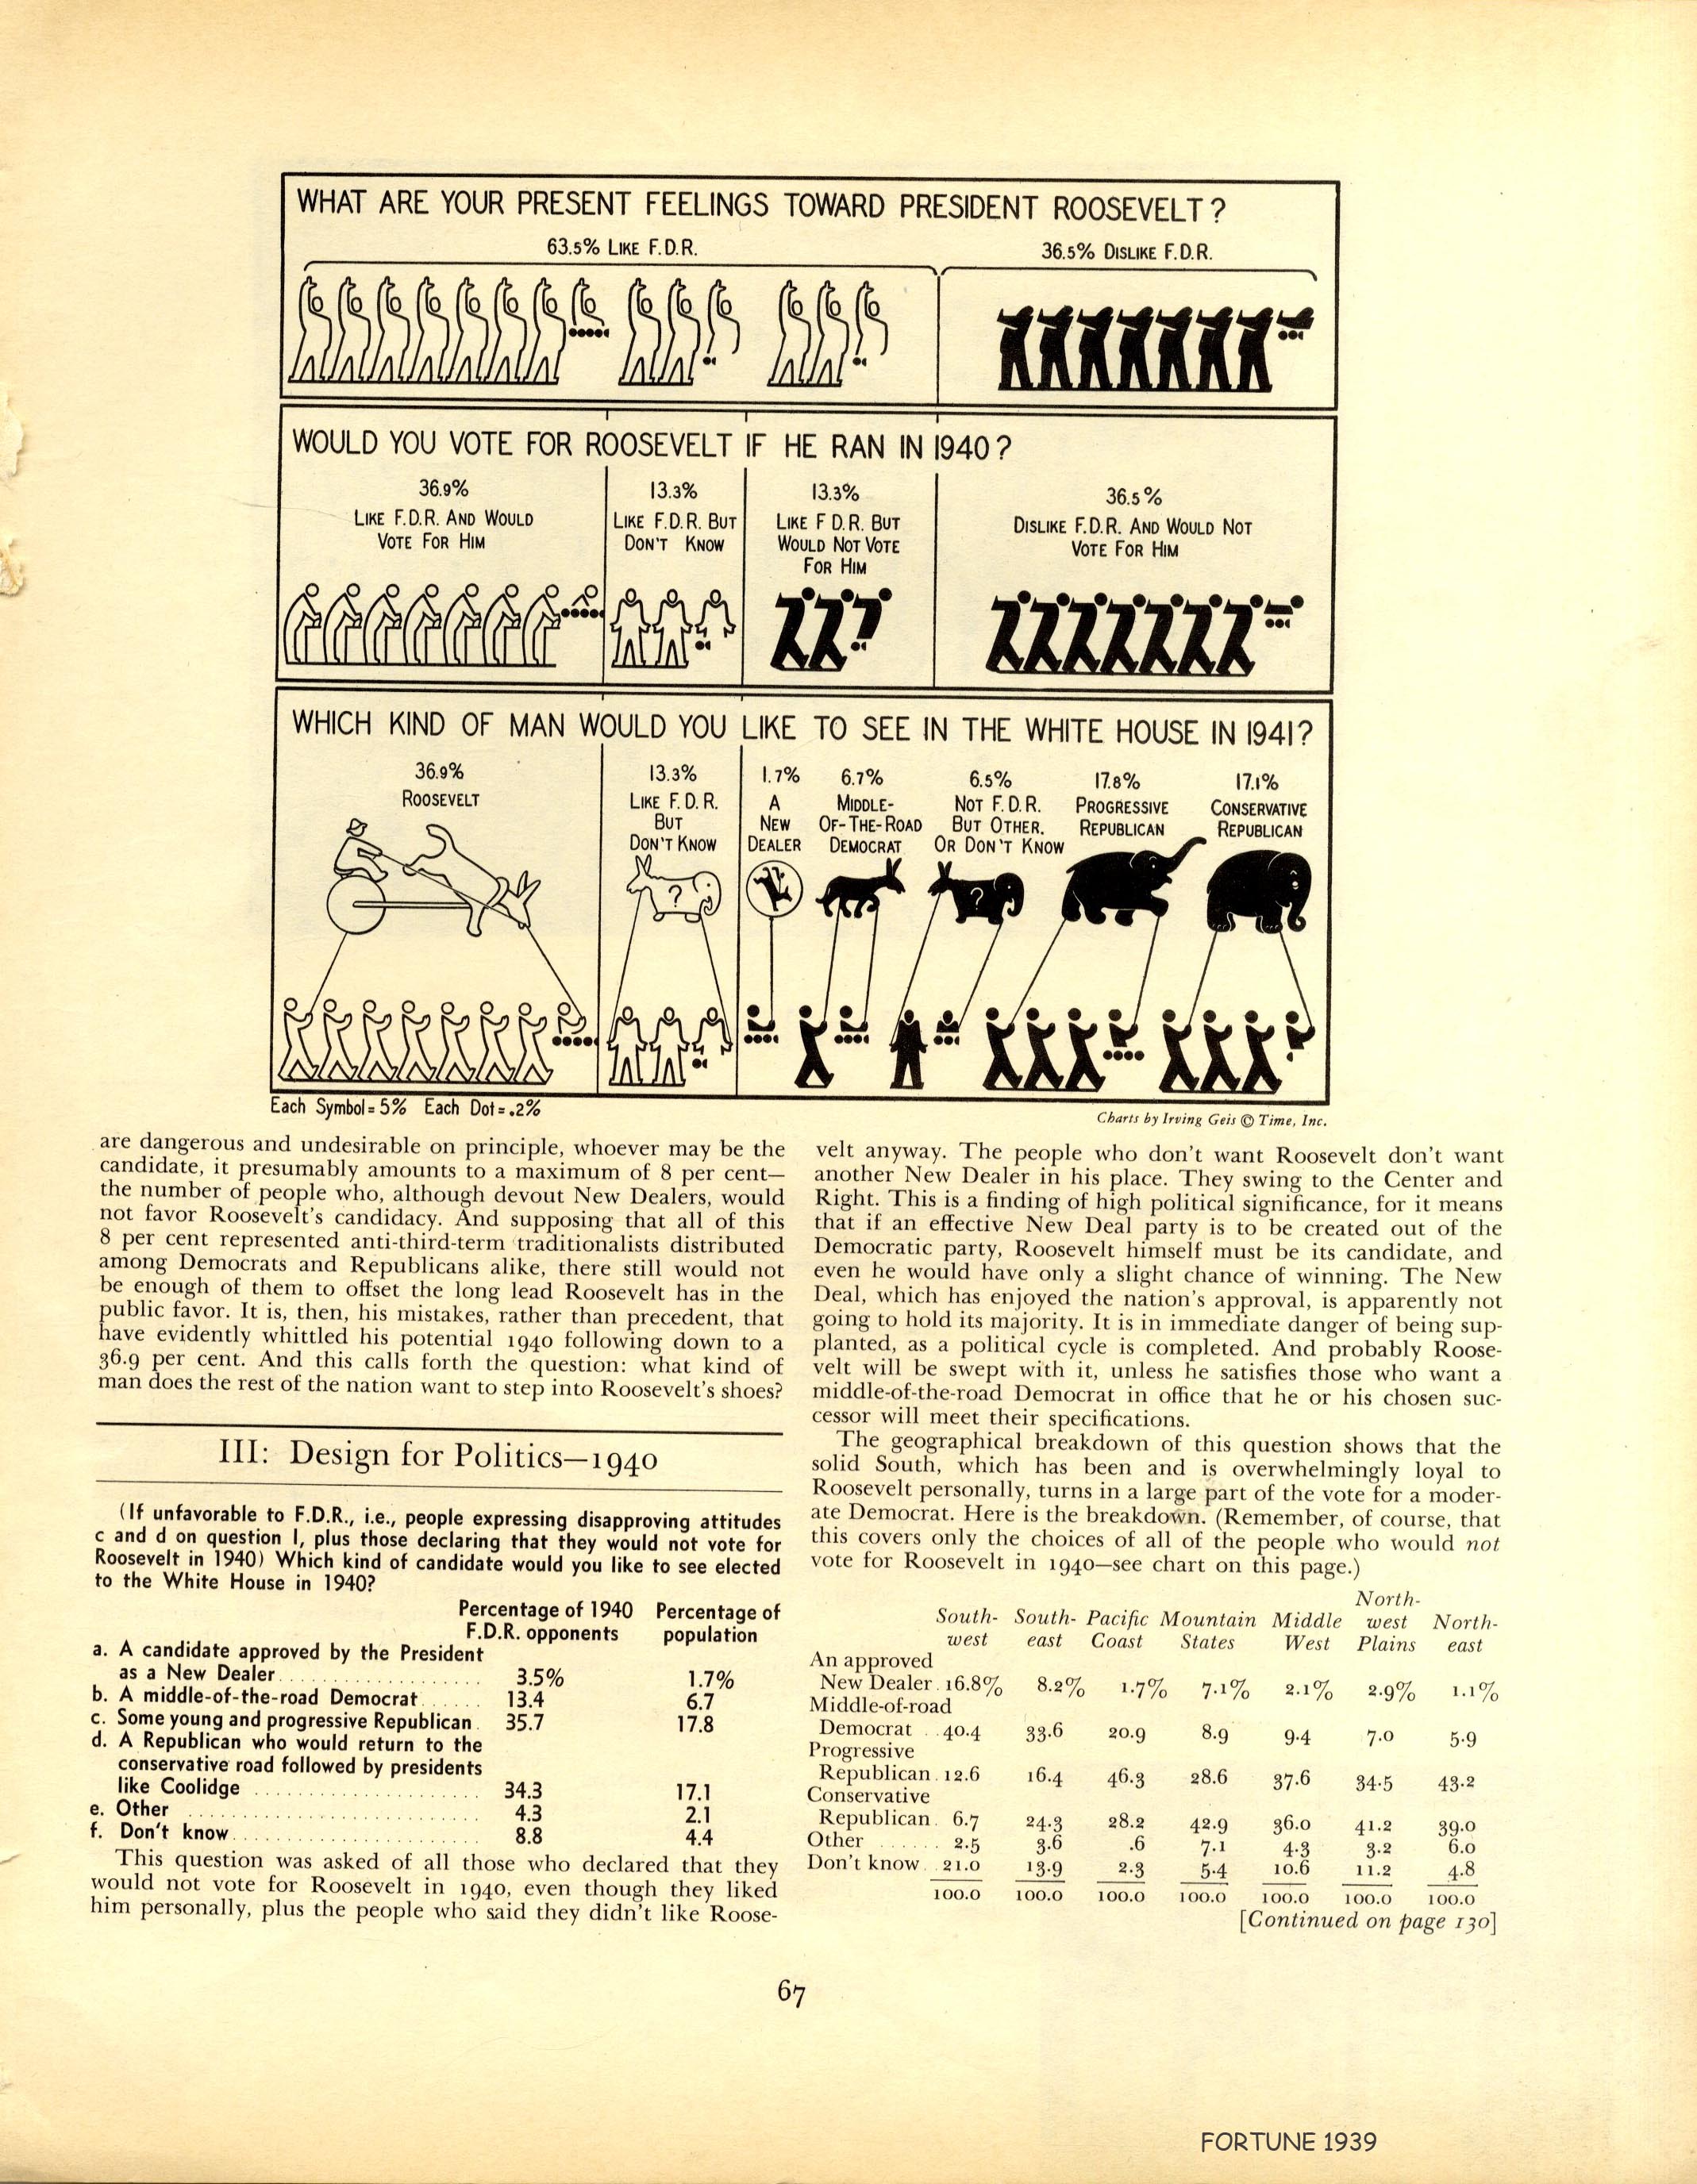 WHAT ARE YOUR PRESENT FEELINGS TOWARD PRESIDENT ROOSEVELT?
63.5% LIKE F.D.R.
36.5% DISLIKE F.D.R.
WOULD YOU VOTE FOR ROOSEVELT IF HE RAN IN 1940?
36.9%
LIKE F.D.R. AND WOULD
VOTE FOR HIM
13.3%
LIKE F.D.R. BUT
DON'T KNOW
13.3%
LIKE F D.R. BUT
WOULD NOT VOTE
FOR HIM
36.5%
DISLIKE F.D.R. AND WOULD NOT
VOTE FOR HIM
WHICH KIND OF MAN WOULD YOU LIKE TO SEE IN THE WHITE HOUSE IN 1941?
36.9%
ROOSEVELT
13.3%
LIKE F. D. R.
BUT
DON'T KNOW
1.7%
A
NEW
DEALER
6.7%
MIDDLE-
OF-THE-ROAD
DEMOCRAT
6.5%
NOT F.D.R.
BUT OTHER.
OR DON'T KNOW
17.8%
PROGRESSIVE
REPUBLICAN
17.1%
CONSERVATIVE
REPUBLICAN
?
?
Each Symbol = 5% Each Dot = .2%
Charts by Irving Geis © Time, Inc.
are dangerous and undesirable on principle, whoever may be the
candidate, it presumably amounts to a maximum of 8 per cent—
the number of people who, although devout New Dealers, would
not favor Roosevelt's candidacy. And supposing that all of this
8 per cent represented anti-third-term traditionalists distributed
among Democrats and Republicans alike, there still would not
be enough of them to offset the long lead Roosevelt has in the
public favor. It is, then, his mistakes, rather than precedent, that
have evidently whittled his potential 1940 following down to a
36.9 per cent. And this calls forth the question: what kind of
man does the rest of the nation want to step into Roosevelt's shoes?
III: Design for Politics—1940
(If unfavorable to F.D.R., i.e., people expressing disapproving attitudes
c and d on question I, plus those declaring that they would not vote for
Roosevelt in 1940) Which kind of candidate would you like to see elected
to the White House in 1940?
Percentage of 1940 Percentage of
F.D.R. opponents population
a. A candidate approved by the President
as a New Dealer 3.5% 1.7%
b. A middle-of-the-road Democrat 13.4 6.7
c. Some young and progressive Republican 35.7 17.8
d. A Republican who would return to the
conservative road followed by presidents
like Coolidge 34.3 17.1
e. Other 4.3 2.1
f. Don't know 8.8 4.4
This question was asked of all those who declared that they
would not vote for Roosevelt in 1940, even though they liked
him personally, plus the people who said they didn't like Roose-
velt anyway. The people who don't want Roosevelt don't want
another New Dealer in his place. They swing to the Center and
Right. This is a finding of high political significance, for it means
that if an effective New Deal party is to be created out of the
Democratic party, Roosevelt himself must be its candidate, and
even he would have only a slight chance of winning. The New
Deal, which has enjoyed the nation's approval, is apparently not
going to hold its majority. It is in immediate danger of being sup-
planted, as a political cycle is completed. And probably Roose-
velt will be swept with it, unless he satisfies those who want a
middle-of-the-road Democrat in office that he or his chosen suc-
cessor will meet their specifications.
The geographical breakdown of this question shows that the
solid South, which has been and is overwhelmingly loyal to
Roosevelt personally, turns in a large part of the vote for a moder-
ate Democrat. Here is the breakdown. (Remember, of course, that
this covers only the choices of all of the people who would not
vote for Roosevelt in 1940—see chart on this page.)
North-
South- South- Pacific Mountain Middle west North-
west east Coast States West Plains east
An approved
New Dealer 16.8% 8.2% 1.7% 7.1% 2.1% 2.9% 1.1%
Middle-of-road
Democrat 40.4 33.6 20.9 8.9 9.4 7.0 5.9
Progressive
Republican 12.6 16.4 46.3 28.6 37.6 34.5 43.2
Conservative
Republican 6.7 24.3 28.2 42.9 36.0 41.2 39.0
Other 2.5 3.6 .6 7.1 4.3 3.2 6.0
Don't know 21.0 13.9 2.3 5.4 10.6 11.2 4.8
100.0 100.0 100.0 100.0 100.0 100.0 100.0
[Continued on page 130]
67
FORTUNE 1939